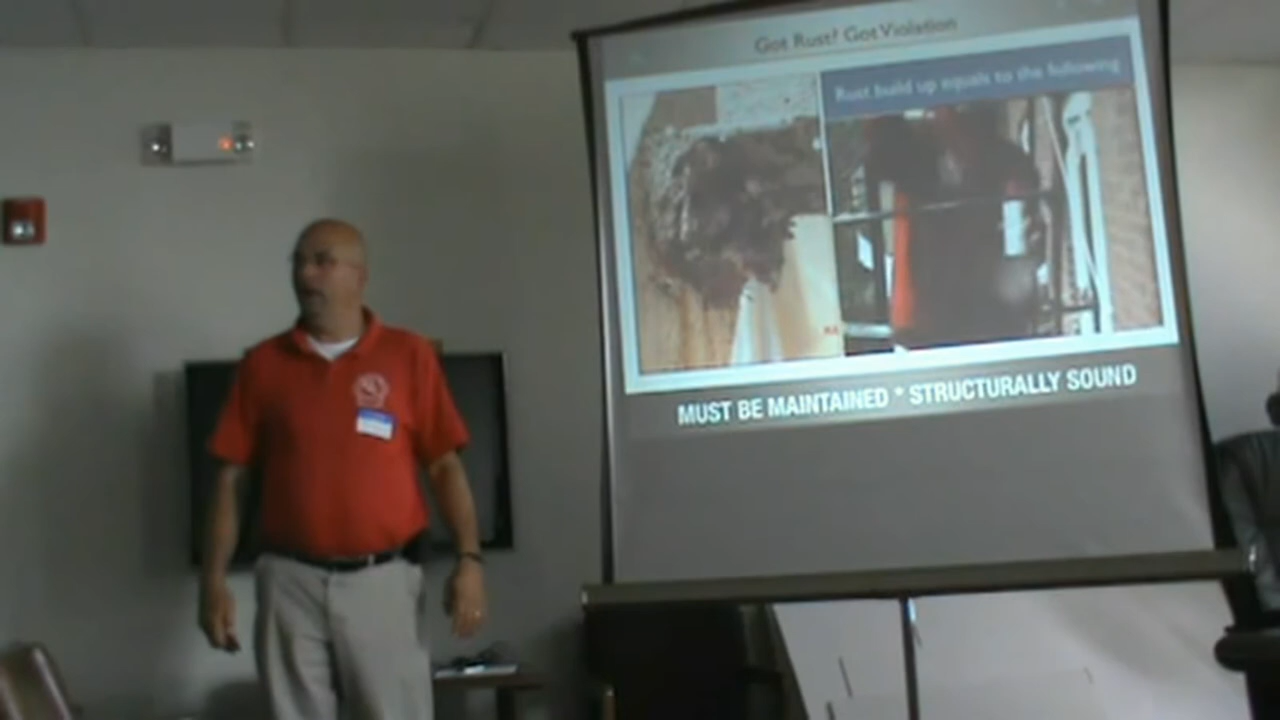 Got Rust? Got Violation
Rust build up equals to the following
MUST BE MAINTAINED * STRUCTURALLY SOUND